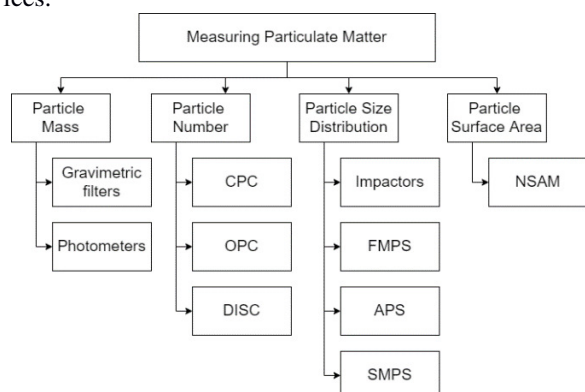 ices.
Measuring Particulate Matter
Particle
Mass
Particle
Number
Particle Size
Distribution
Particle
Surface Area
Gravimetric
filters
CPC
Impactors
NSAM
Photometers
OPC
FMPS
DISC
APS
SMPS